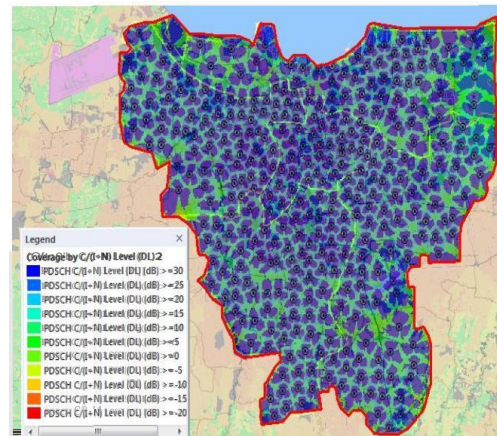 Legend
Coverage by C/(I+N) Level (DL):2
PDSCH C/(I+N) Level (DL) (dB) >=30
PDSCH C/(I+N) Level (DL) (dB) >=25
PDSCH C/(I+N) Level (DL) (dB) >=20
PDSCH C/(I+N) Level (DL) (dB) >=15
PDSCH C/(I+N) Level (DL) (dB) >=10
PDSCH C/(I+N) Level (DL) (dB) >=5
PDSCH C/(I+N) Level (DL) (dB) >=0
PDSCH C/(I+N) Level (DL) (dB) >=-5
PDSCH C/(I+N) Level (DL) (dB) >=-10
PDSCH C/(I+N) Level (DL) (dB) >=-15
PDSCH C/(I+N) Level (DL) (dB) >=-20